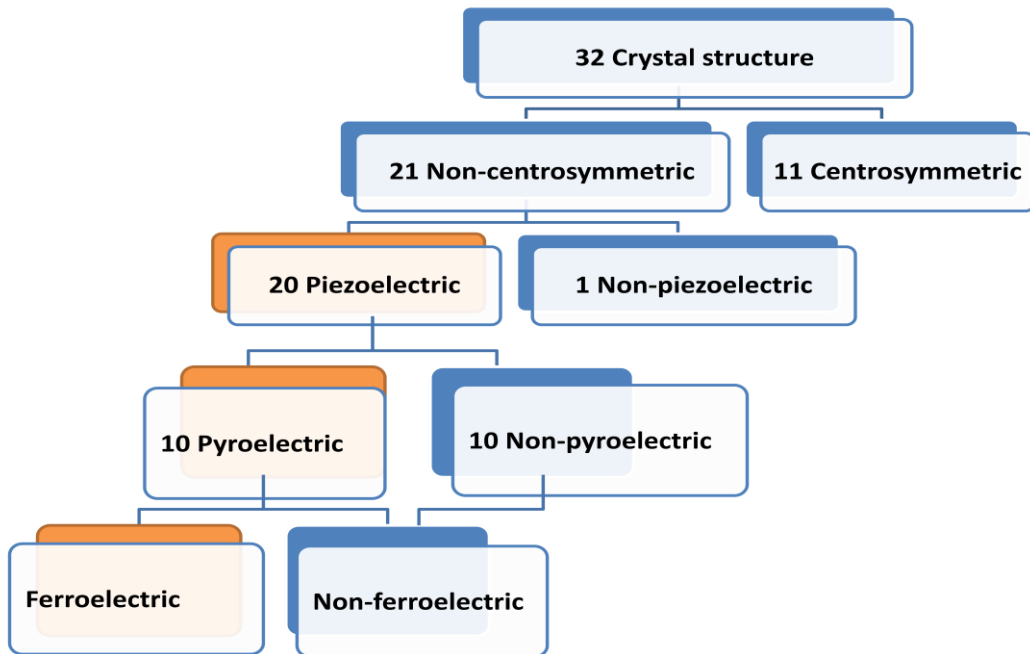 32 Crystal structure
21 Non-centrosymmetric
11 Centrosymmetric
20 Piezoelectric
1 Non-piezoelectric
10 Pyroelectric
10 Non-pyroelectric
Ferroelectric
Non-ferroelectric